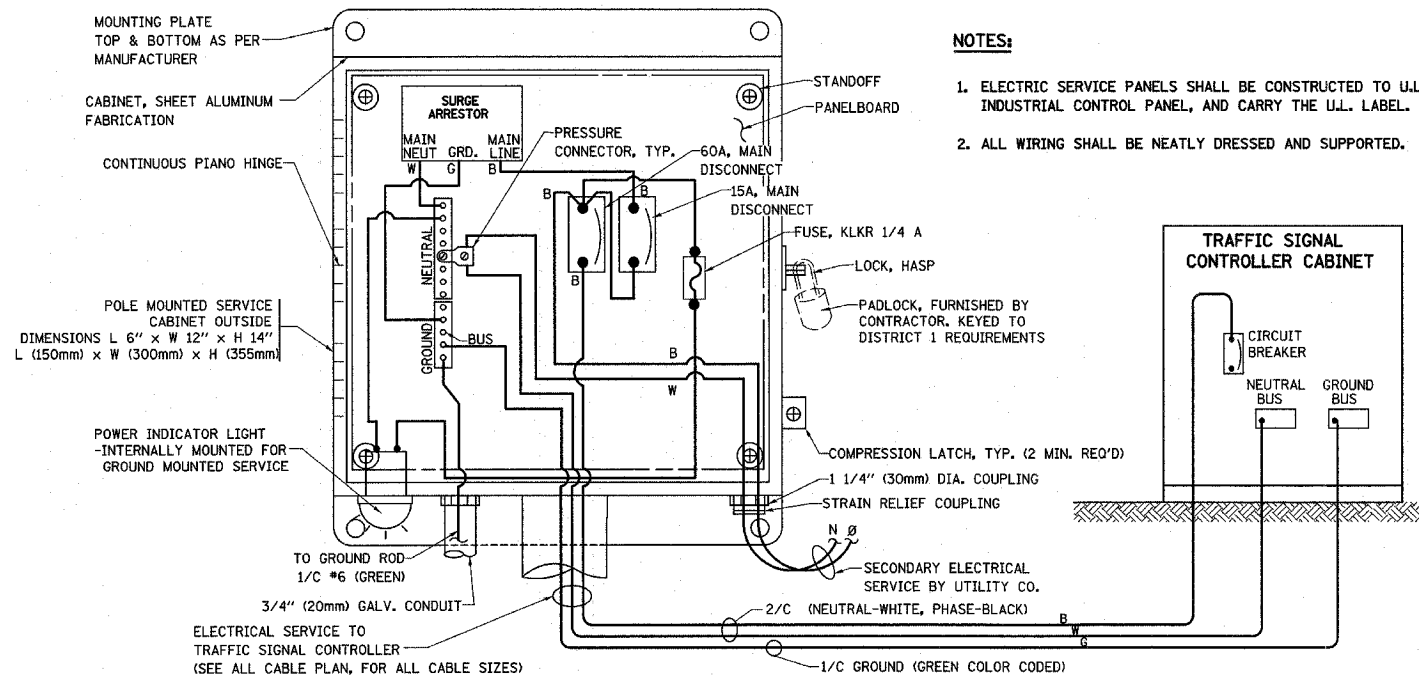 MOUNTING PLATE
TOP & BOTTOM AS PER
MANUFACTURER
CABINET, SHEET ALUMINUM
FABRICATION
CONTINUOUS PIANO HINGE
POLE MOUNTED SERVICE
CABINET OUTSIDE
DIMENSIONS L 6" x W 12" x H 14"
L (150mm) x W (300mm) x H (355mm)
POWER INDICATOR LIGHT
-INTERNALLY MOUNTED FOR
GROUND MOUNTED SERVICE
SURGE
ARRESTOR
MAIN
NEUT
GRD.
MAIN
LINE
W
G
B
PRESSURE
CONNECTOR, TYP.
60A, MAIN
DISCONNECT
15A, MAIN
DISCONNECT
B
B
B
NEUTRAL
GROUND
BUS
B
W
STANDOFF
PANELBOARD
FUSE, KLKR 1/4 A
LOCK, HASP
PADLOCK, FURNISHED BY
CONTRACTOR. KEYED TO
DISTRICT 1 REQUIREMENTS
COMPRESSION LATCH, TYP. (2 MIN. REQ'D)
1 1/4" (30mm) DIA. COUPLING
STRAIN RELIEF COUPLING
N Ø
SECONDARY ELECTRICAL
SERVICE BY UTILITY CO.
TO GROUND ROD
1/C #6 (GREEN)
3/4" (20mm) GALV. CONDUIT
ELECTRICAL SERVICE TO
TRAFFIC SIGNAL CONTROLLER
(SEE ALL CABLE PLAN, FOR ALL CABLE SIZES)
2/C (NEUTRAL-WHITE, PHASE-BLACK)
1/C GROUND (GREEN COLOR CODED)
B
W
G
NOTES:
1. ELECTRIC SERVICE PANELS SHALL BE CONSTRUCTED TO U.L
INDUSTRIAL CONTROL PANEL, AND CARRY THE U.L. LABEL.
2. ALL WIRING SHALL BE NEATLY DRESSED AND SUPPORTED.
TRAFFIC SIGNAL
CONTROLLER CABINET
CIRCUIT
BREAKER
NEUTRAL
BUS
GROUND
BUS